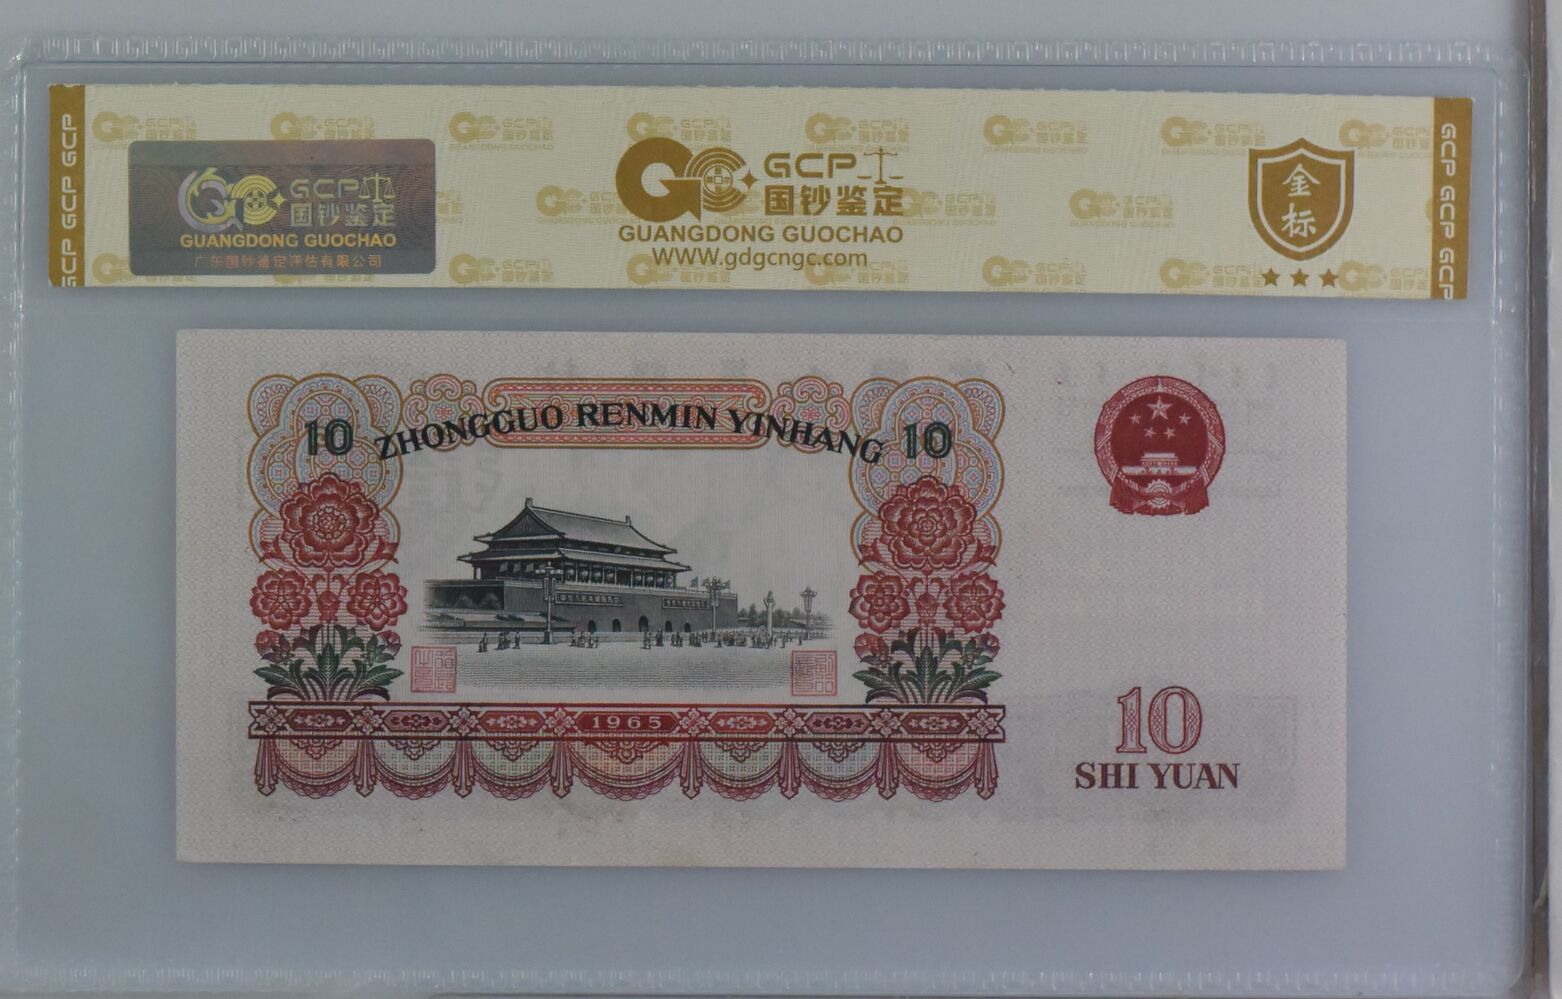 GCP GCP GCP
GCP
国钞鉴定
GUANGDONG GUOCHAO
广东国钞鉴定评估有限公司
GCP
国钞鉴定
GUANGDONG GUOCHAO
WWW.gdgcngc.com
金标
GCP GCP GCP
10 ZHONGGUO RENMIN YINHANG 10
1965
10
SHI YUAN